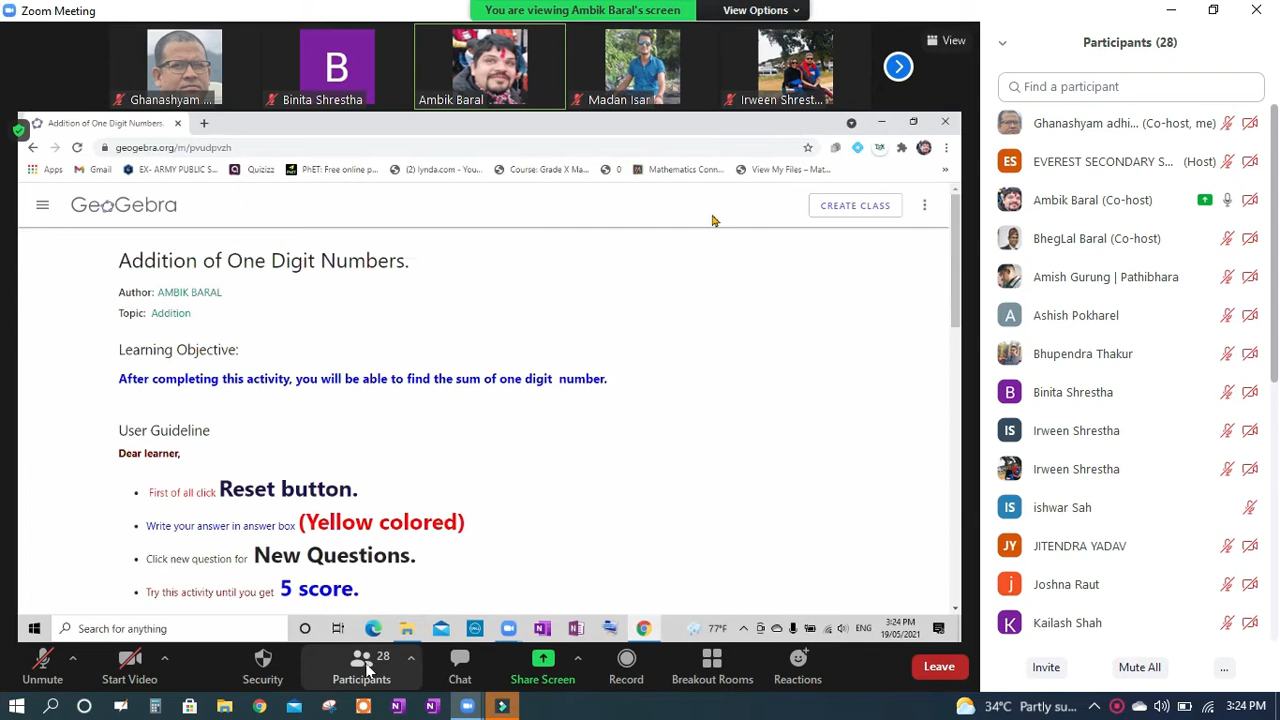 Zoom Meeting
You are viewing Ambik Baral's screen
View Options
View
Ghanashyam ...
B
Binita Shrestha
Ambik Baral
Madan Isar
Irween Shrest...
Addition of One Digit Numbers.
geogebra.org/m/pvudpvzh
Apps
Gmail
EX- ARMY PUBLIC S...
Quizizz
PhET: Free online p...
(2) lynda.com - You...
Course: Grade X Ma...
0
Mathematics Conn...
View My Files – Mat...
»
GeoGebra
CREATE CLASS
Addition of One Digit Numbers.
Author: AMBIK BARAL
Topic: Addition
Learning Objective:
After completing this activity, you will be able to find the sum of one digit number.
User Guideline
Dear learner,
First of all click Reset button.
Write your answer in answer box (Yellow colored)
Click new question for New Questions.
Try this activity until you get 5 score.
Search for anything
77°F
ENG
3:24 PM
19/05/2021
Unmute
Start Video
Security
28
Participants
Chat
Share Screen
Record
Breakout Rooms
Reactions
Leave
Participants (28)
Find a participant
Ghanashyam adhi... (Co-host, me)
ES
EVEREST SECONDARY S... (Host)
Ambik Baral (Co-host)
BhegLal Baral (Co-host)
Amish Gurung | Pathibhara
A
Ashish Pokharel
Bhupendra Thakur
B
Binita Shrestha
IS
Irween Shrestha
Irween Shrestha
IS
ishwar Sah
JY
JITENDRA YADAV
j
Joshna Raut
K
Kailash Shah
Invite
Mute All
...
34°C Partly su...
3:24 PM